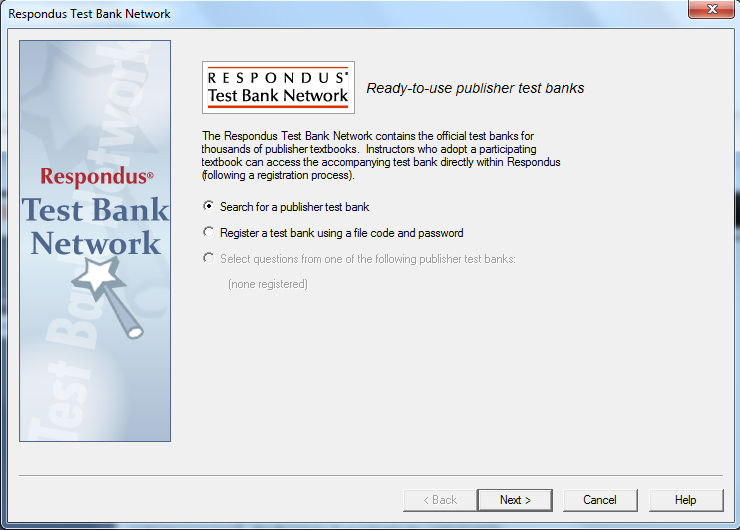 Respondus Test Bank Network
Respondus®
Test Bank
Network
Test Bank Network
RESPONDUS®
Test Bank Network
Ready-to-use publisher test banks
The Respondus Test Bank Network contains the official test banks for
thousands of publisher textbooks.  Instructors who adopt a participating
textbook can access the accompanying test bank directly within Respondus
(following a registration process).
Search for a publisher test bank
Register a test bank using a file code and password
Select questions from one of the following publisher test banks:
(none registered)
< Back
Next >
Cancel
Help